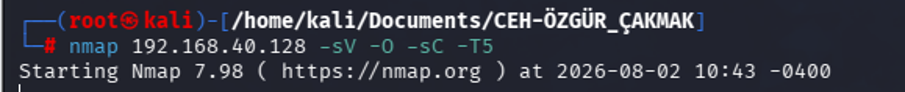 ┌──(root㉿kali)-[/home/kali/Documents/CEH-ÖZGÜR_ÇAKMAK]
└─# nmap 192.168.40.128 -sV -O -sC -T5
Starting Nmap 7.98 ( https://nmap.org ) at 2026-08-02 10:43 -0400